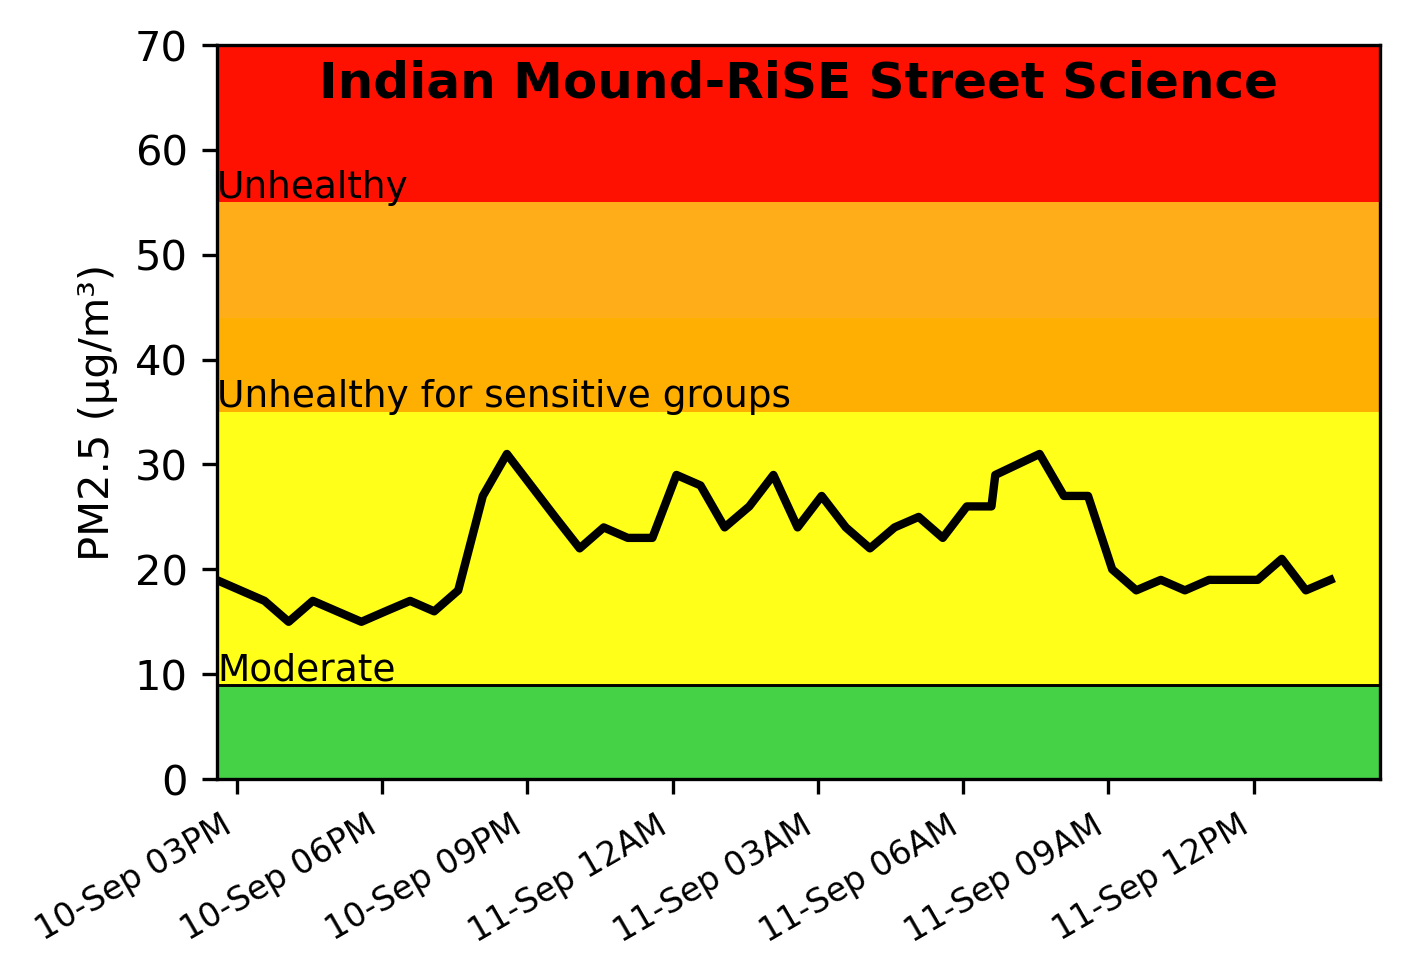 Indian Mound-RiSE Street Science
70
60
50
40
30
20
10
0
PM2.5 (µg/m³)
Unhealthy
Unhealthy for sensitive groups
Moderate
10-Sep 03PM
10-Sep 06PM
10-Sep 09PM
11-Sep 12AM
11-Sep 03AM
11-Sep 06AM
11-Sep 09AM
11-Sep 12PM